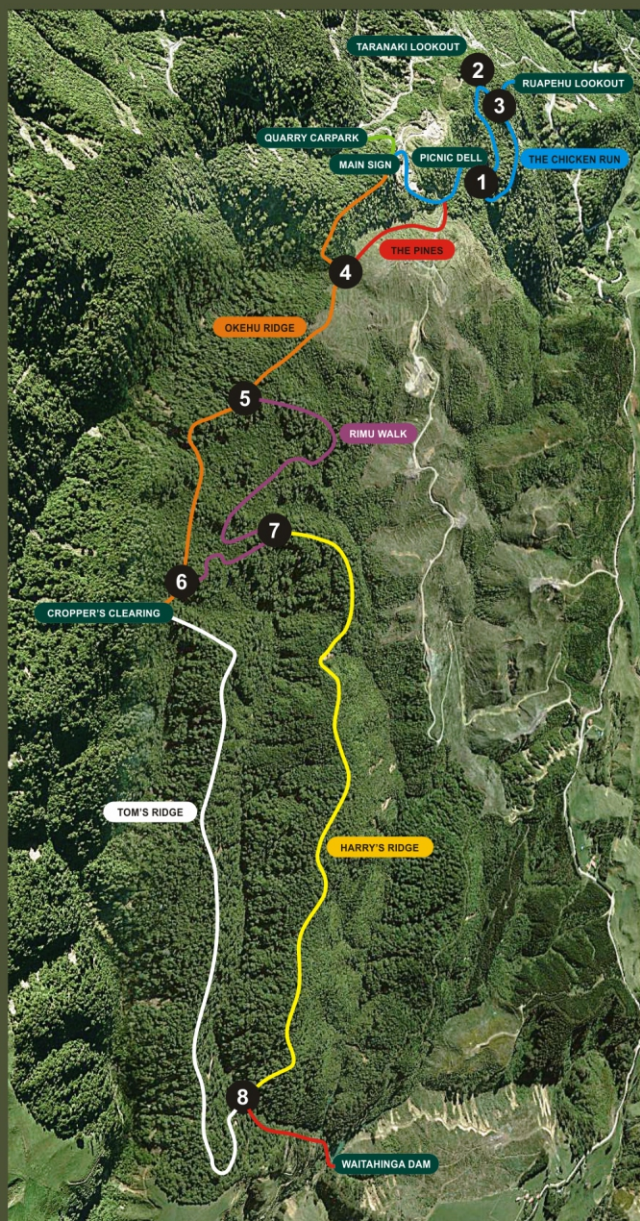 TARANAKI LOOKOUT
2
RUAPEHU LOOKOUT
3
QUARRY CARPARK
MAIN SIGN
PICNIC DELL
THE CHICKEN RUN
1
THE PINES
4
OKEHU RIDGE
5
RIMU WALK
7
6
CROPPER'S CLEARING
TOM'S RIDGE
HARRY'S RIDGE
8
WAITAHINGA DAM